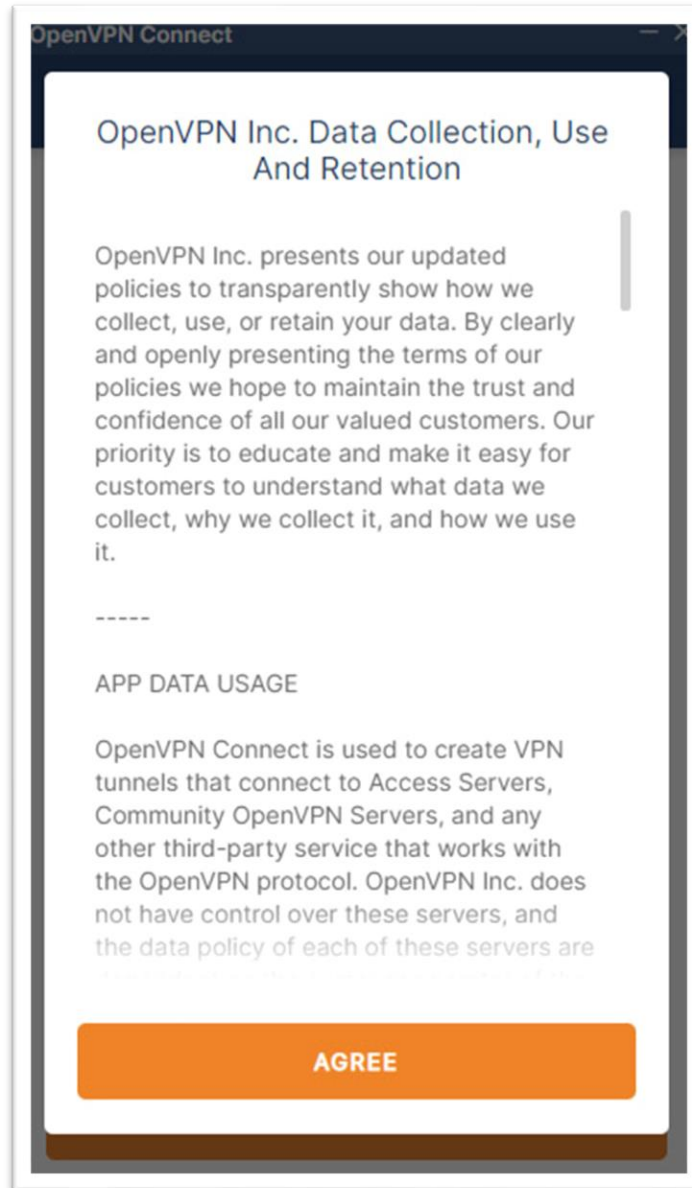 OpenVPN Connect
OpenVPN Inc. Data Collection, Use
And Retention
OpenVPN Inc. presents our updated
policies to transparently show how we
collect, use, or retain your data. By clearly
and openly presenting the terms of our
policies we hope to maintain the trust and
confidence of all our valued customers. Our
priority is to educate and make it easy for
customers to understand what data we
collect, why we collect it, and how we use
it.
-----
APP DATA USAGE
OpenVPN Connect is used to create VPN
tunnels that connect to Access Servers,
Community OpenVPN Servers, and any
other third-party service that works with
the OpenVPN protocol. OpenVPN Inc. does
not have control over these servers, and
the data policy of each of these servers are
AGREE